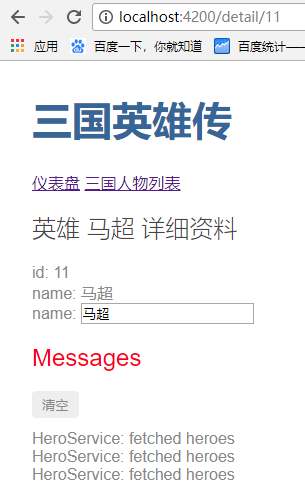 localhost:4200/detail/11
应用 百度一下，你就知道 百度统计——
三国英雄传
仪表盘 三国人物列表
英雄 马超 详细资料
id: 11
name: 马超
name: 马超
Messages
清空
HeroService: fetched heroes
HeroService: fetched heroes
HeroService: fetched heroes